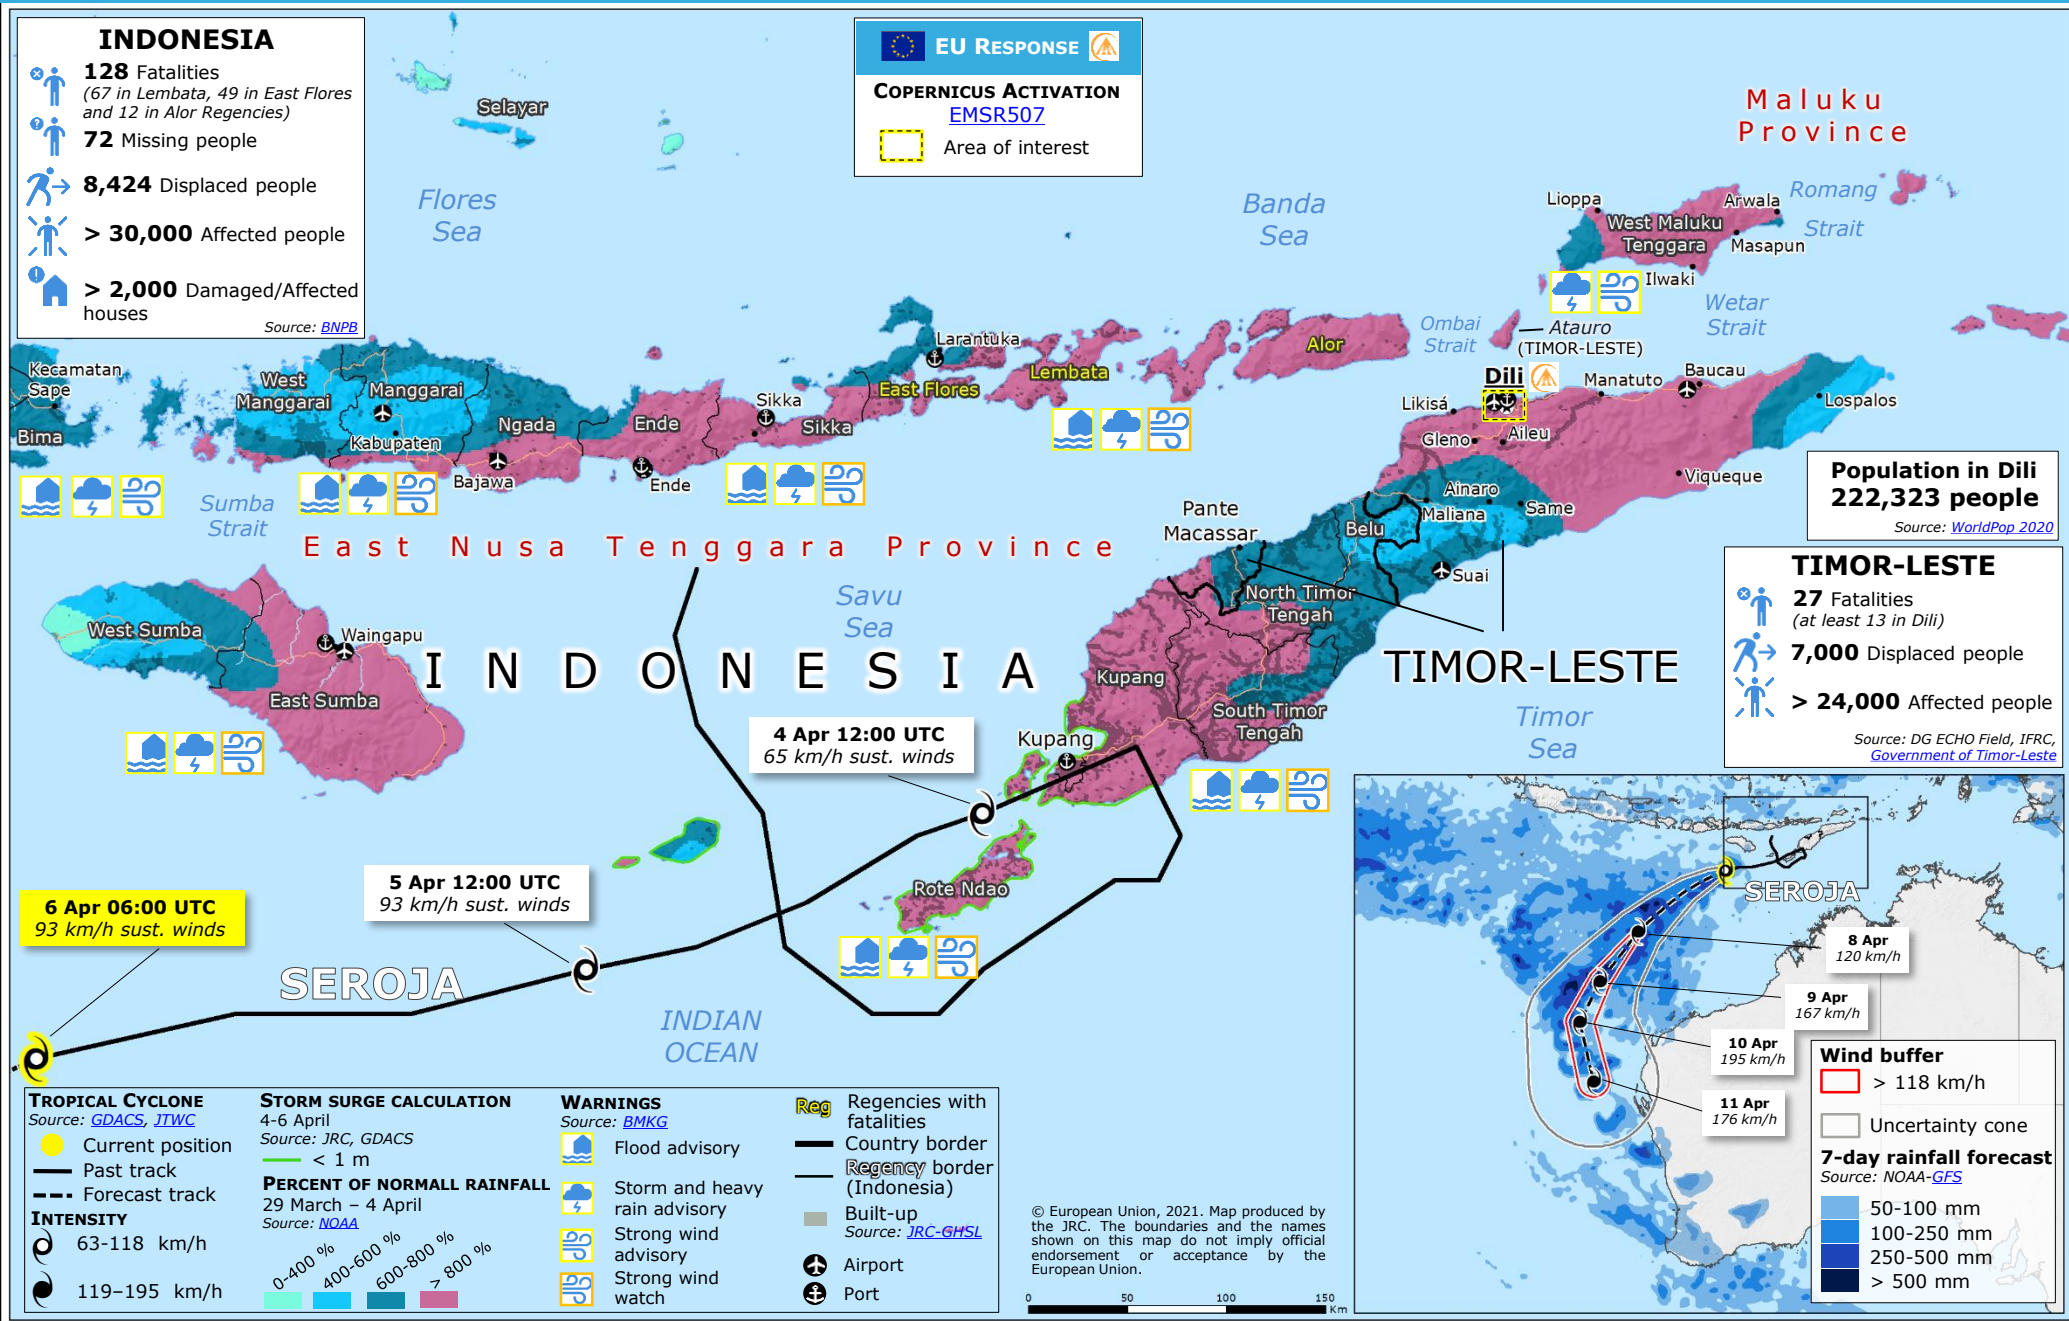 INDONESIA
128 Fatalities
(67 in Lembata, 49 in East Flores
and 12 in Alor Regencies)
72 Missing people
8,424 Displaced people
> 30,000 Affected people
> 2,000 Damaged/Affected
houses
Source: BNPB
EU RESPONSE
COPERNICUS ACTIVATION
EMSR507
Area of interest
Maluku
Province
Selayar
Flores
Sea
Banda
Sea
Lioppa
Arwala
Romang
Strait
West Maluku
Tenggara
Masapun
Ilwaki
Wetar
Strait
Ombai
Strait
Atauro
(TIMOR-LESTE)
Kecamatan
Sape
Bima
West
Manggarai
Manggarai
Kabupaten
Ngada
Bajawa
Ende
Ende
Sikka
Sikka
Larantuka
East Flores
Lembata
Alor
Dili
Manatuto
Baucau
Likisá
Lospalos
Gleno
Aileu
Viqueque
Ainaro
Maliana
Same
Belu
Suai
Pante
Macassar
North Timor
Tengah
Sumba
Strait
East Nusa Tenggara Province
Savu
Sea
West Sumba
Waingapu
East Sumba
INDONESIA
Kupang
South Timor
Tengah
Kupang
TIMOR-LESTE
Timor
Sea
Population in Dili
222,323 people
Source: WorldPop 2020
TIMOR-LESTE
27 Fatalities
(at least 13 in Dili)
7,000 Displaced people
> 24,000 Affected people
Source: DG ECHO Field, IFRC,
Government of Timor-Leste
4 Apr 12:00 UTC
65 km/h sust. winds
5 Apr 12:00 UTC
93 km/h sust. winds
6 Apr 06:00 UTC
93 km/h sust. winds
Rote Ndao
SEROJA
INDIAN
OCEAN
SEROJA
8 Apr
120 km/h
9 Apr
167 km/h
10 Apr
195 km/h
11 Apr
176 km/h
Wind buffer
> 118 km/h
Uncertainty cone
7-day rainfall forecast
Source: NOAA-GFS
50-100 mm
100-250 mm
250-500 mm
> 500 mm
TROPICAL CYCLONE
Source: GDACS, JTWC
Current position
Past track
Forecast track
INTENSITY
63-118 km/h
119-195 km/h
STORM SURGE CALCULATION
4-6 April
Source: JRC, GDACS
< 1 m
PERCENT OF NORMALL RAINFALL
29 March – 4 April
Source: NOAA
0-400 %
400-600 %
600-800 %
> 800 %
WARNINGS
Source: BMKG
Flood advisory
Storm and heavy
rain advisory
Strong wind
advisory
Strong wind
watch
Reg
Regencies with
fatalities
Country border
Regency border
(Indonesia)
Built-up
Source: JRC-GHSL
Airport
Port
© European Union, 2021. Map produced by
the JRC. The boundaries and the names
shown on this map do not imply official
endorsement or acceptance by the
European Union.
0 50 100 150
Km